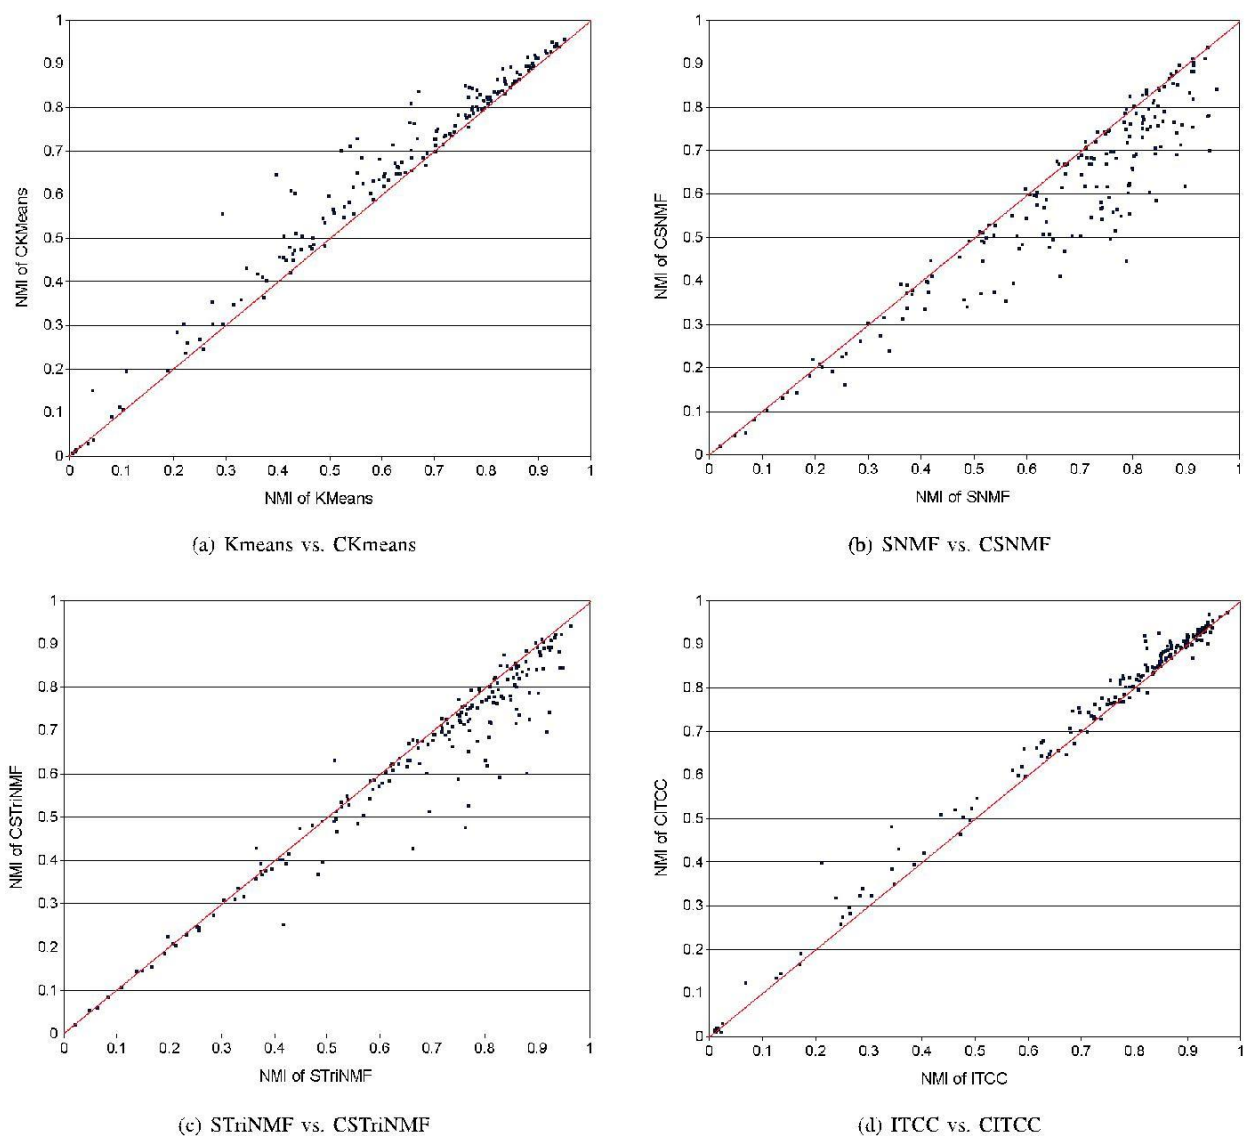 1
0.9
0.8
0.7
0.6
0.5
0.4
0.3
0.2
0.1
0
NMI of CKMeans
0 0.1 0.2 0.3 0.4 0.5 0.6 0.7 0.8 0.9 1
NMI of KMeans
(a) Kmeans vs. CKmeans
1
0.9
0.8
0.7
0.6
0.5
0.4
0.3
0.2
0.1
0
NMI of CSNMF
0 0.1 0.2 0.3 0.4 0.5 0.6 0.7 0.8 0.9 1
NMI of SNMF
(b) SNMF vs. CSNMF
1
0.9
0.8
0.7
0.6
0.5
0.4
0.3
0.2
0.1
0
NMI of CSTriNMF
0 0.1 0.2 0.3 0.4 0.5 0.6 0.7 0.8 0.9 1
NMI of STriNMF
(c) STriNMF vs. CSTriNMF
1
0.9
0.8
0.7
0.6
0.5
0.4
0.3
0.2
0.1
0
NMI of CITCC
0 0.1 0.2 0.3 0.4 0.5 0.6 0.7 0.8 0.9 1
NMI of ITCC
(d) ITCC vs. CITCC